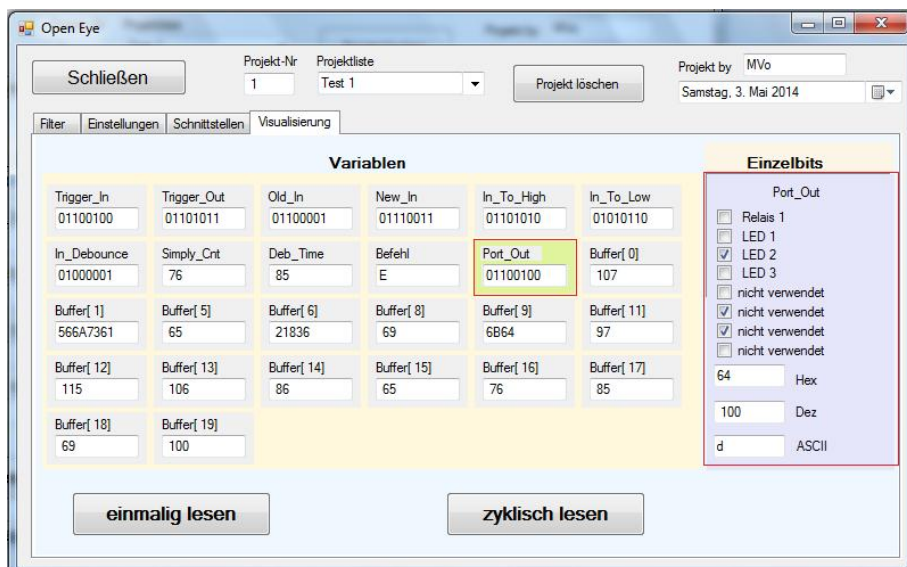 Open Eye
Schließen
Projekt-Nr
1
Projektliste
Test 1
Projekt löschen
Projekt by
MVo
Samstag, 3. Mai 2014
Filter Einstellungen Schnittstellen Visualisierung
Variablen
Einzelbits
Trigger_In Trigger_Out Old_In New_In In_To_High In_To_Low
01100100 01101011 01100001 01110011 01101010 01010110
In_Debounce Simply_Cnt Deb_Time Befehl Port_Out Buffer[ 0]
01000001 76 85 E 01100100 107
Buffer[ 1] Buffer[ 5] Buffer[ 6] Buffer[ 8] Buffer[ 9] Buffer[ 11]
566A7361 65 21836 69 6B64 97
Buffer[ 12] Buffer[ 13] Buffer[ 14] Buffer[ 15] Buffer[ 16] Buffer[ 17]
115 106 86 65 76 85
Buffer[ 18] Buffer[ 19]
69 100
Port_Out
Relais 1
LED 1
LED 2
LED 3
nicht verwendet
nicht verwendet
nicht verwendet
nicht verwendet
64 Hex
100 Dez
d ASCII
einmalig lesen
zyklisch lesen